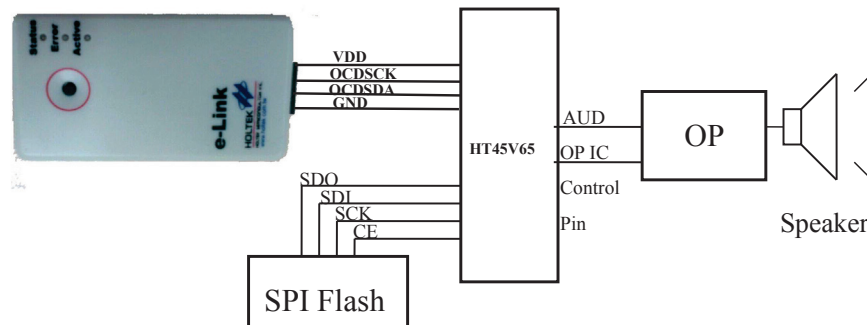 Status
Error
Active
e-Link
HOLTEK
VDD
OCDSCK
OCDSDA
GND
HT45V65
AUD
OP IC
Control
Pin
OP
Speaker
SDO
SDI
SCK
CE
SPI Flash